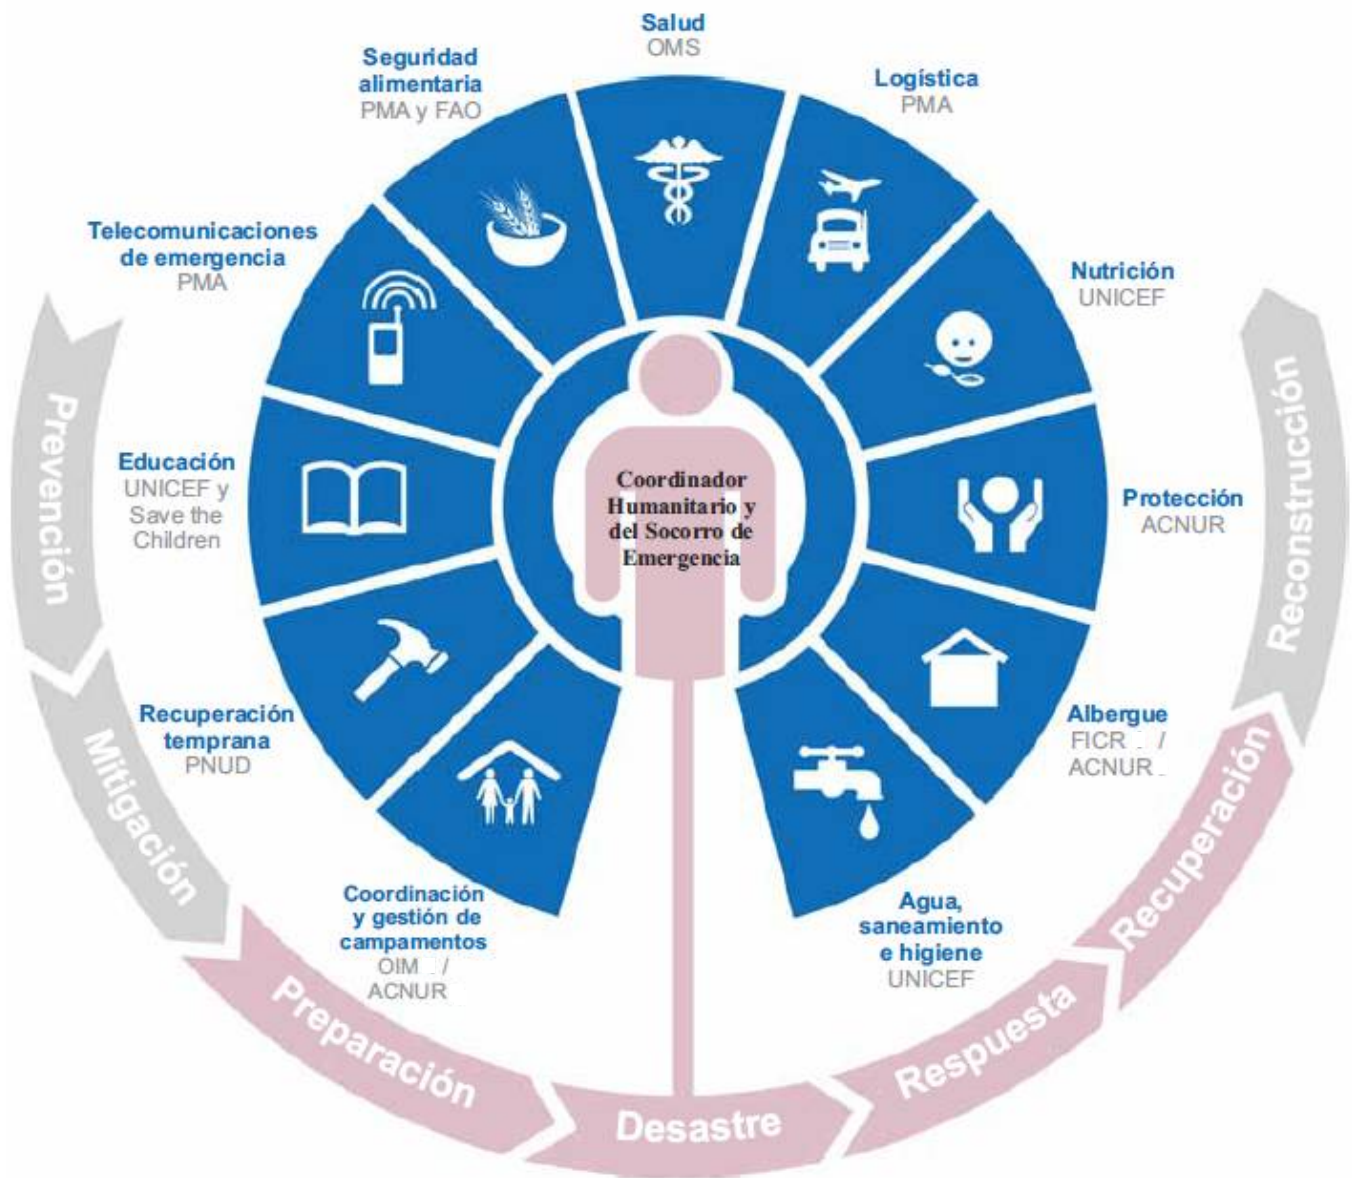 Salud
OMS
Seguridad
alimentaria
PMA y FAO
Logística
PMA
Telecomunicaciones
de emergencia
PMA
Nutrición
UNICEF
Educación
UNICEF y
Save the
Children
Coordinador
Humanitario y
del Socorro de
Emergencia
Protección
ACNUR
Recuperación
temprana
PNUD
Albergue
FICR /
ACNUR
Coordinación
y gestión de
campamentos
OIM /
ACNUR
Agua,
saneamiento
e higiene
UNICEF
Prevención
Mitigación
Preparación
Desastre
Respuesta
Recuperación
Reconstrucción